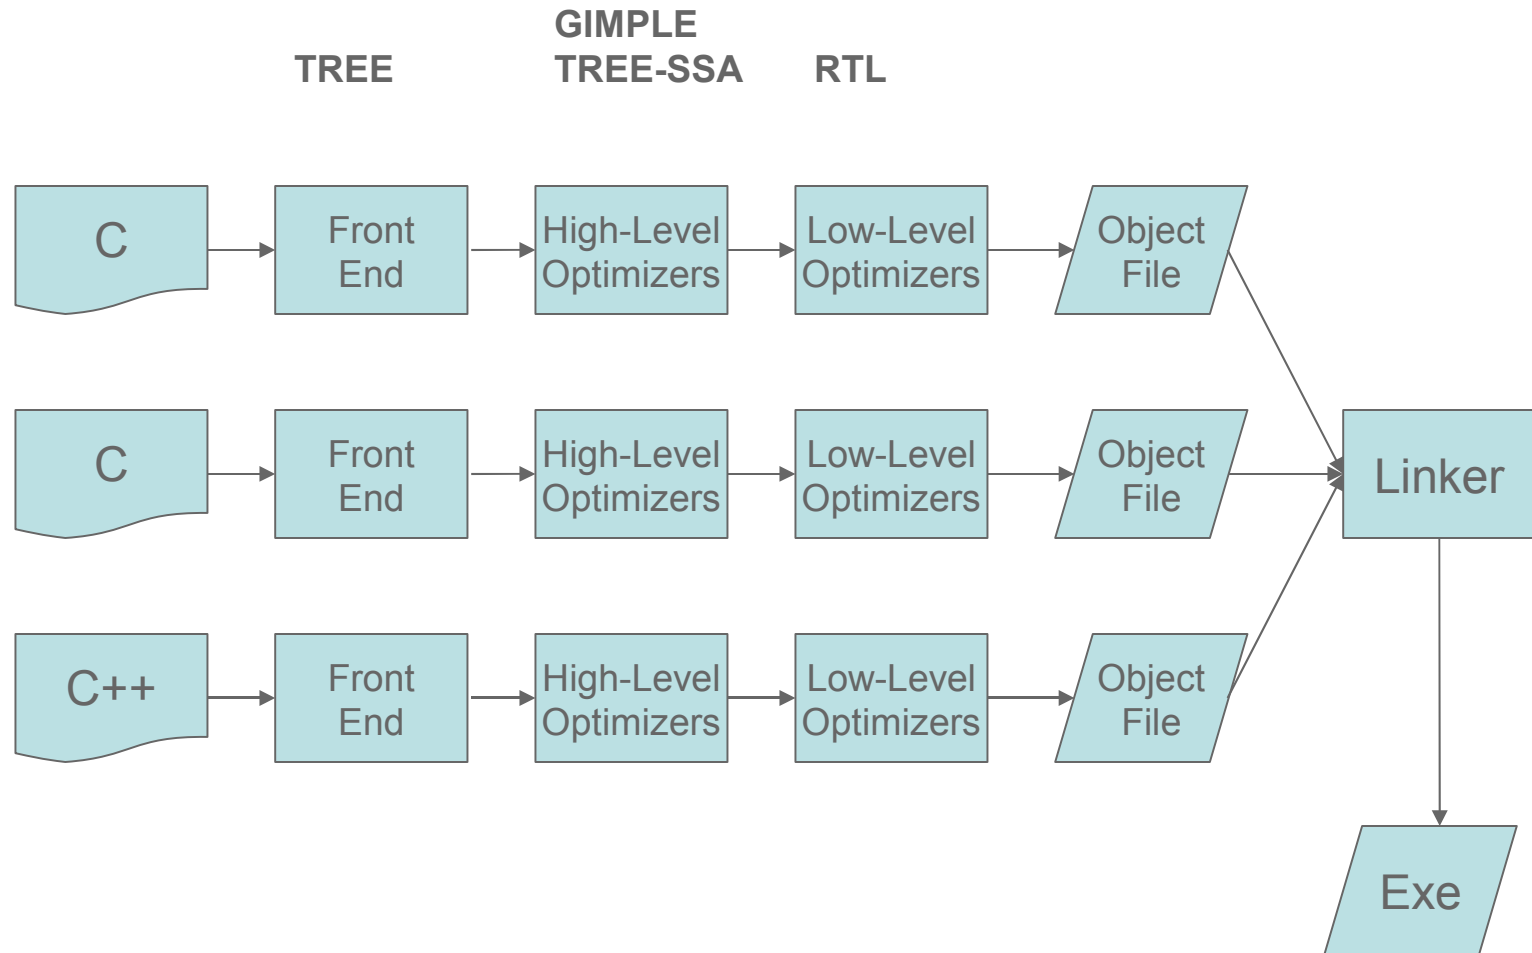 GIMPLE
TREE TREE-SSA RTL
C
Front
End
High-Level
Optimizers
Low-Level
Optimizers
Object
File
C
Front
End
High-Level
Optimizers
Low-Level
Optimizers
Object
File
Linker
C++
Front
End
High-Level
Optimizers
Low-Level
Optimizers
Object
File
Exe